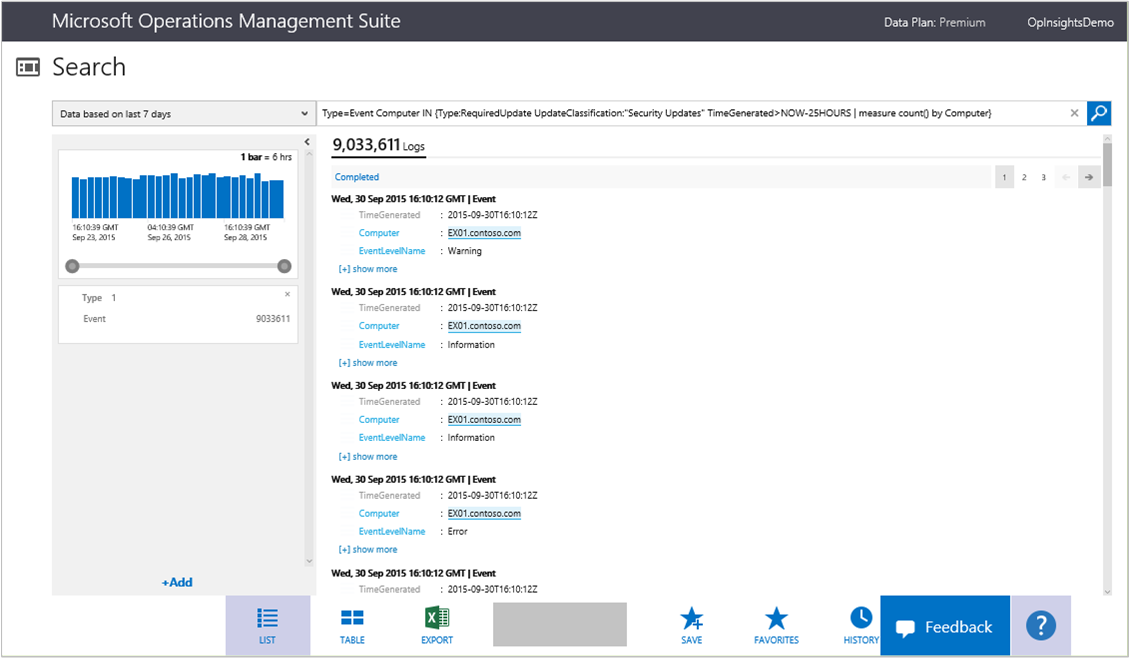 Microsoft Operations Management Suite
Data Plan: Premium
OpInsightsDemo
Search
Data based on last 7 days
Type=Event Computer IN {Type:RequiredUpdate UpdateClassification:"Security Updates" TimeGenerated>NOW-25HOURS | measure count() by Computer}
1 bar = 6 hrs
16:10:39 GMT 04:10:39 GMT 16:10:39 GMT
Sep 23, 2015 Sep 26, 2015 Sep 28, 2015
Type 1
Event 9033611
+Add
9,033,611 Logs
Completed
1 2 3
Wed, 30 Sep 2015 16:10:12 GMT | Event
TimeGenerated : 2015-09-30T16:10:12Z
Computer : EX01.contoso.com
EventLevelName : Warning
[+] show more
Wed, 30 Sep 2015 16:10:12 GMT | Event
TimeGenerated : 2015-09-30T16:10:12Z
Computer : EX01.contoso.com
EventLevelName : Information
[+] show more
Wed, 30 Sep 2015 16:10:12 GMT | Event
TimeGenerated : 2015-09-30T16:10:12Z
Computer : EX01.contoso.com
EventLevelName : Information
[+] show more
Wed, 30 Sep 2015 16:10:12 GMT | Event
TimeGenerated : 2015-09-30T16:10:12Z
Computer : EX01.contoso.com
EventLevelName : Error
[+] show more
Wed, 30 Sep 2015 16:10:12 GMT | Event
TimeGenerated : 2015-09-30T16:10:12Z
LIST
TABLE
EXPORT
SAVE
FAVORITES
HISTORY
Feedback
?